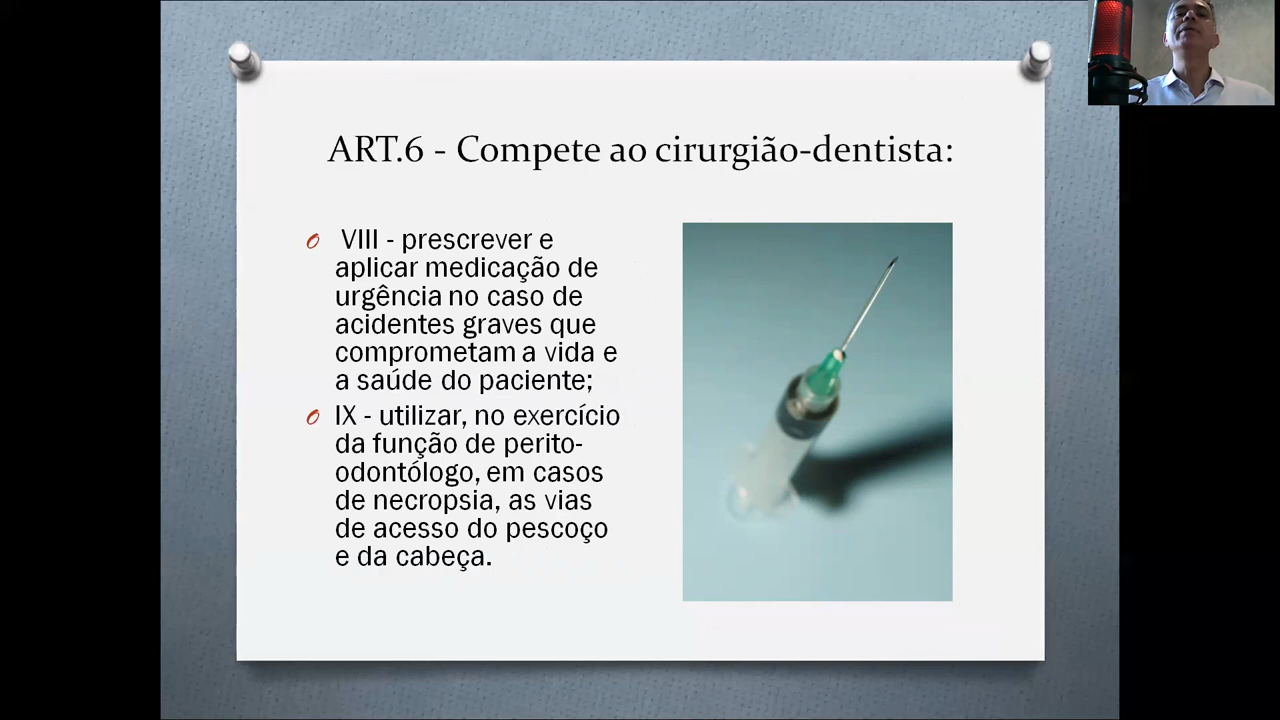 ART.6 - Compete ao cirurgião-dentista:
VIII - prescrever e
aplicar medicação de
urgência no caso de
acidentes graves que
comprometam a vida e
a saúde do paciente;
IX - utilizar, no exercício
da função de perito-
odontólogo, em casos
de necropsia, as vias
de acesso do pescoço
e da cabeça.